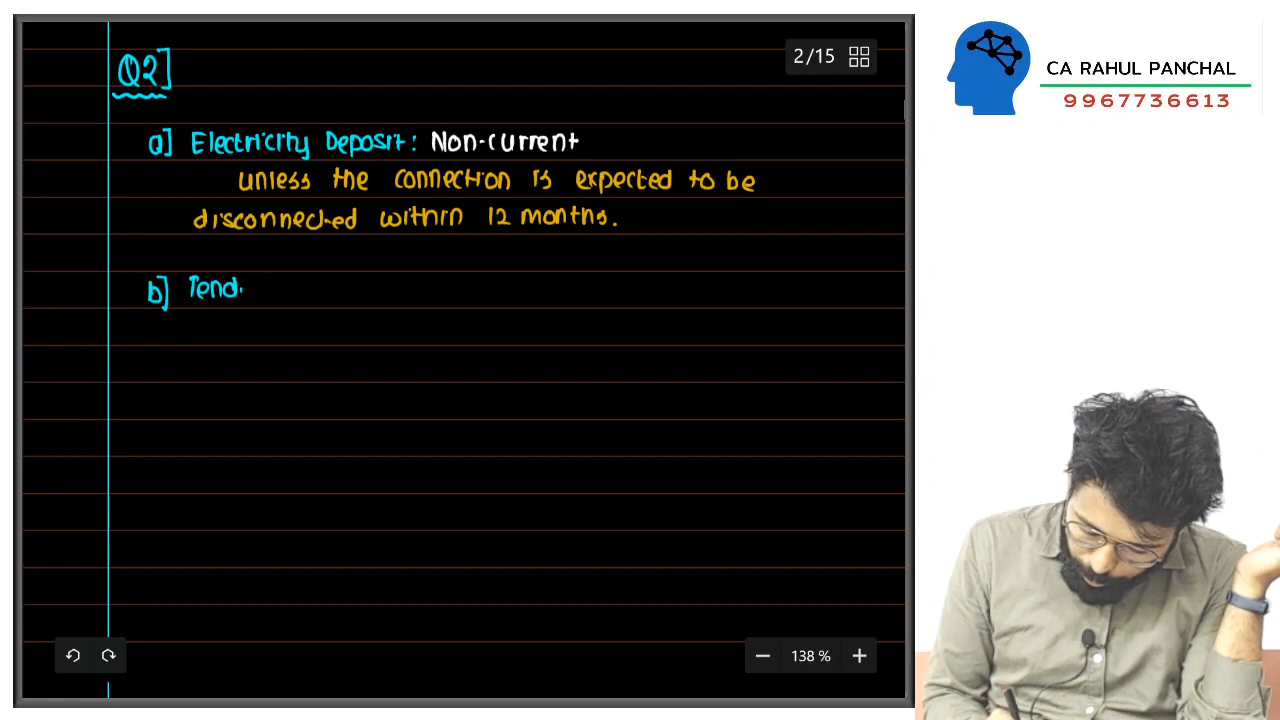 Q2]
2/15
CA RAHUL PANCHAL
9967736613
a] Electricity Deposit: Non-current
unless the connection is expected to be
disconnected within 12 months.
b] Tend.
138 %